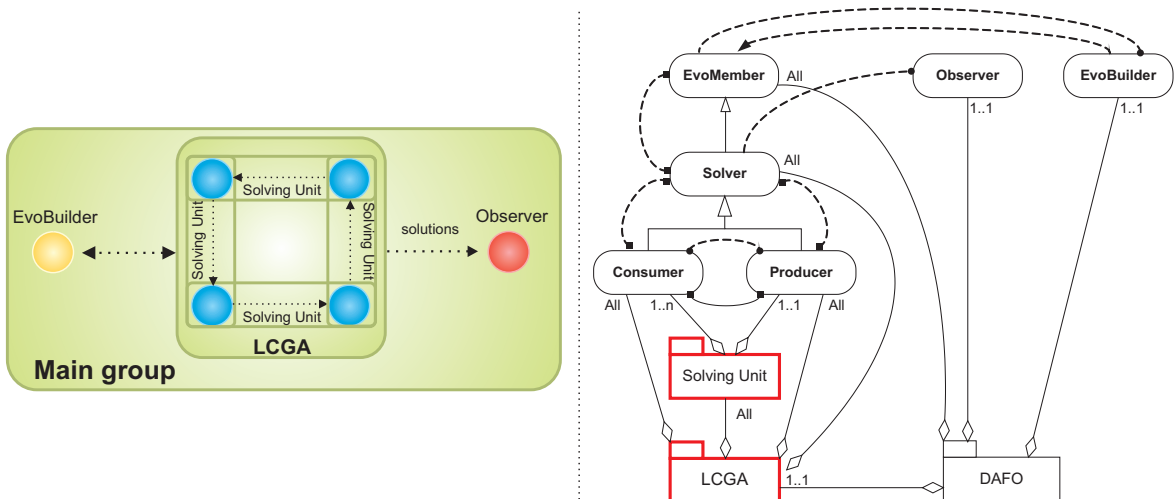 EvoBuilder
Solving Unit
Solving Unit
Solving Unit
Solving Unit
solutions
Observer
LCGA
Main group
EvoMember
All
Observer
1..1
EvoBuilder
1..1
Solver
All
Consumer
All
1..n
Producer
1..1
All
Solving Unit
All
LCGA
1..1
DAFO